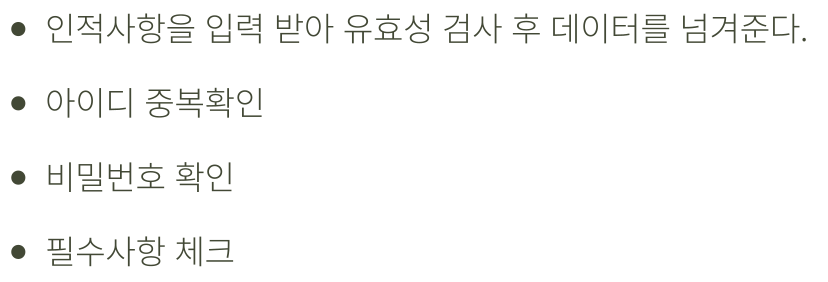 • 인적사항을 입력 받아 유효성 검사 후 데이터를 넘겨준다.
• 아이디 중복확인
• 비밀번호 확인
• 필수사항 체크